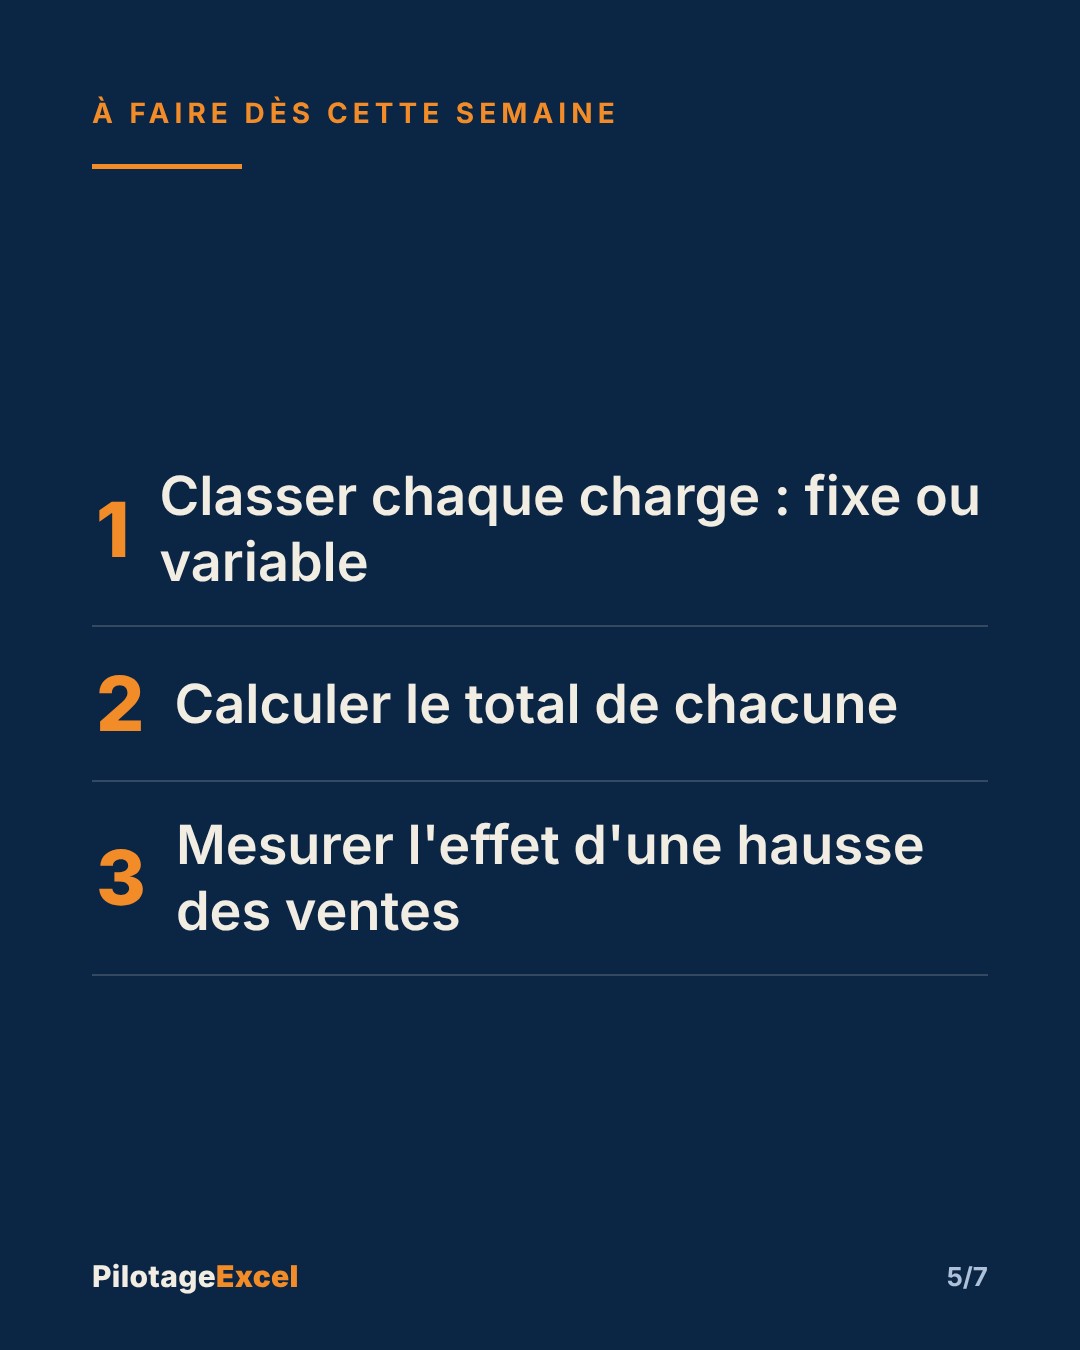 À FAIRE DÈS CETTE SEMAINE
1 Classer chaque charge : fixe ou
variable
2 Calculer le total de chacune
3 Mesurer l'effet d'une hausse
des ventes
PilotageExcel
5/7